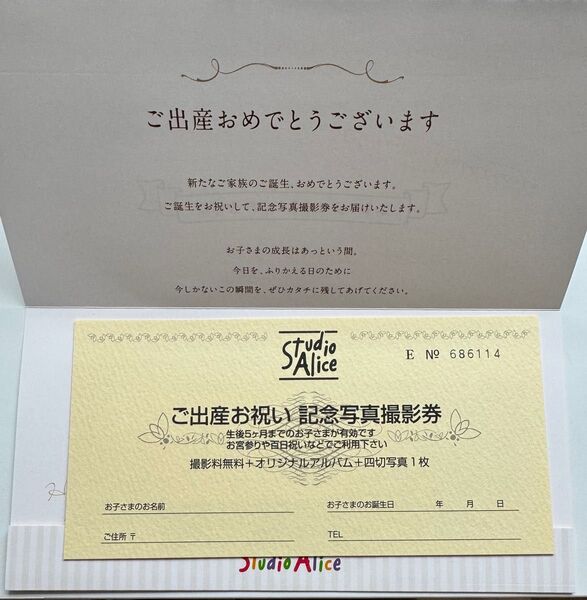 ご出産おめでとうございます
新たなご家族のご誕生、おめでとうございます。
ご誕生をお祝いして、記念写真撮影券をお届けいたします。
お子さまの成長はあっという間。
今日を、ふりかえる日のために
今しかないこの瞬間を、ぜひカタチに残してあげてください。
Studio
Alice
E № 686114
ご出産お祝い 記念写真撮影券
生後5ヶ月までのお子さまが有効です
お宮参りや百日祝いなどでご利用下さい
撮影料無料+オリジナルアルバム+四切写真1枚
お子さまのお名前
お子さまのお誕生日 年 月 日
ご住所 〒
TEL
Studio Alice